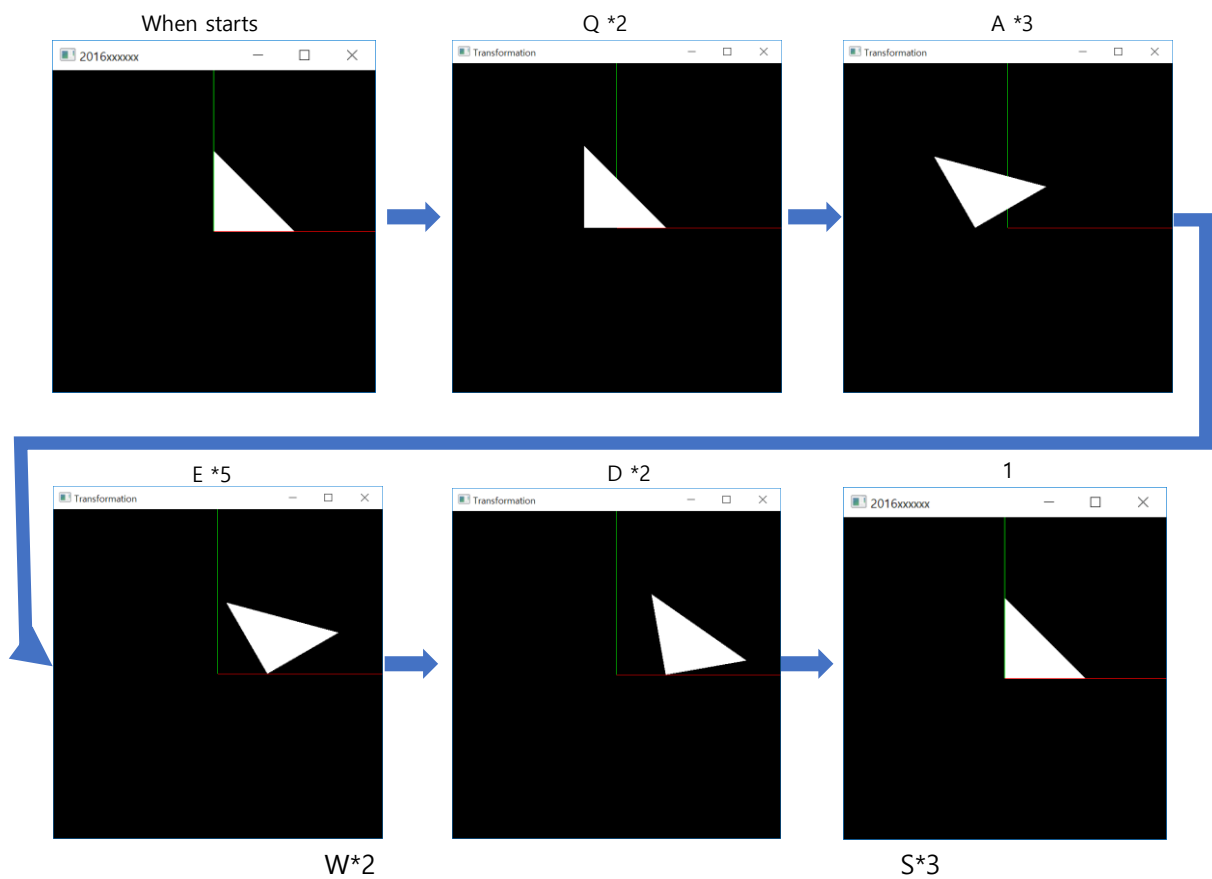 When starts
Q *2
A *3
2016xxxxxx
Transformation
Transformation
E *5
D *2
1
Transformation
Transformation
2016xxxxxx
W*2
S*3